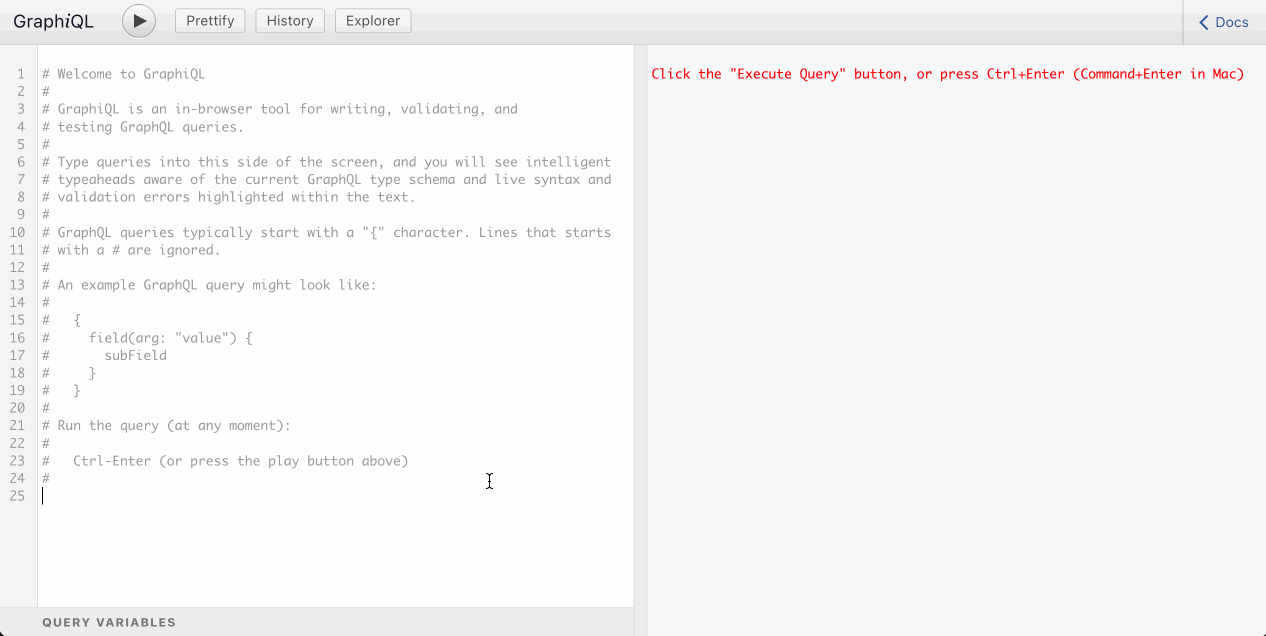 GraphiQL
Prettify
History
Explorer
Docs
1 # Welcome to GraphiQL
2 #
3 # GraphiQL is an in-browser tool for writing, validating, and
4 # testing GraphQL queries.
5 #
6 # Type queries into this side of the screen, and you will see intelligent
7 # typeaheads aware of the current GraphQL type schema and live syntax and
8 # validation errors highlighted within the text.
9 #
10 # GraphQL queries typically start with a "{" character. Lines that starts
11 # with a # are ignored.
12 #
13 # An example GraphQL query might look like:
14 #
15 #   {
16 #     field(arg: "value") {
17 #       subField
18 #     }
19 #   }
20 #
21 # Run the query (at any moment):
22 #
23 #   Ctrl-Enter (or press the play button above)
24 #
25
QUERY VARIABLES
Click the "Execute Query" button, or press Ctrl+Enter (Command+Enter in Mac)